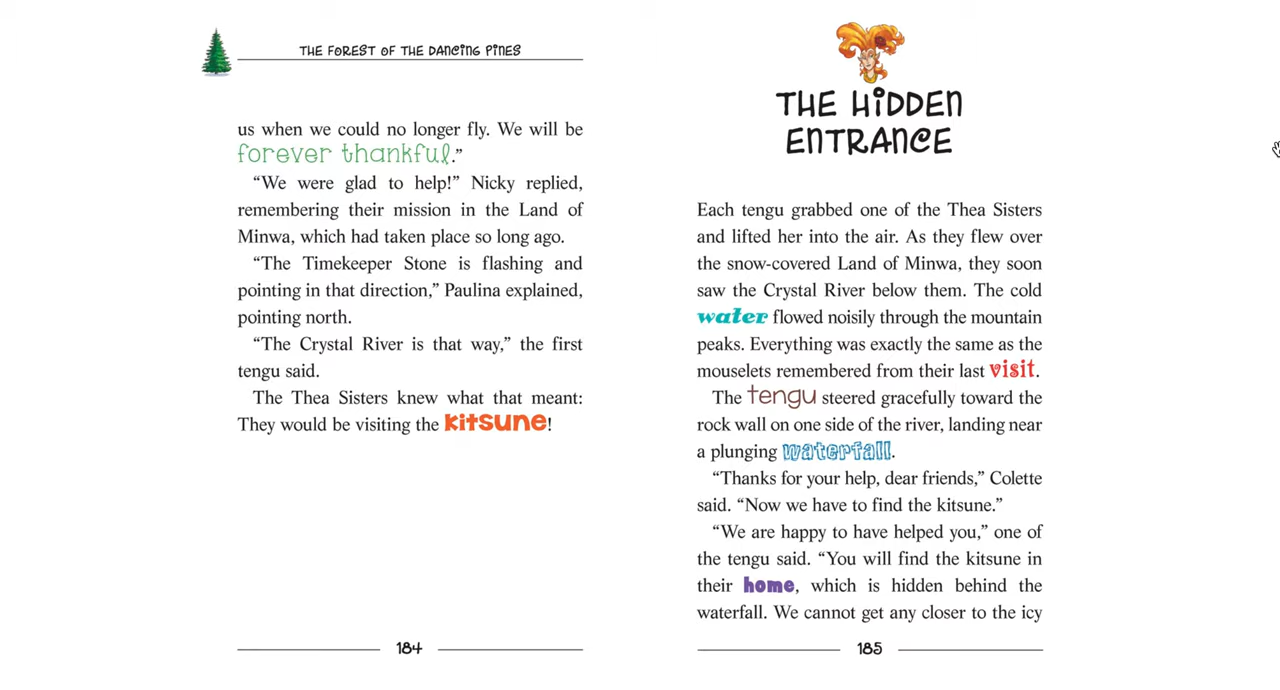 THE FOREST OF THE DANCING PINES
us when we could no longer fly. We will be
forever thankful.”
“We were glad to help!” Nicky replied,
remembering their mission in the Land of
Minwa, which had taken place so long ago.
“The Timekeeper Stone is flashing and
pointing in that direction,” Paulina explained,
pointing north.
“The Crystal River is that way,” the first
tengu said.
The Thea Sisters knew what that meant:
They would be visiting the kitsune!
184
THE HIDDEN
ENTRANCE
Each tengu grabbed one of the Thea Sisters
and lifted her into the air. As they flew over
the snow-covered Land of Minwa, they soon
saw the Crystal River below them. The cold
water flowed noisily through the mountain
peaks. Everything was exactly the same as the
mouselets remembered from their last visit.
The tengu steered gracefully toward the
rock wall on one side of the river, landing near
a plunging waterfall.
“Thanks for your help, dear friends,” Colette
said. “Now we have to find the kitsune.”
“We are happy to have helped you,” one of
the tengu said. “You will find the kitsune in
their home, which is hidden behind the
waterfall. We cannot get any closer to the icy
185